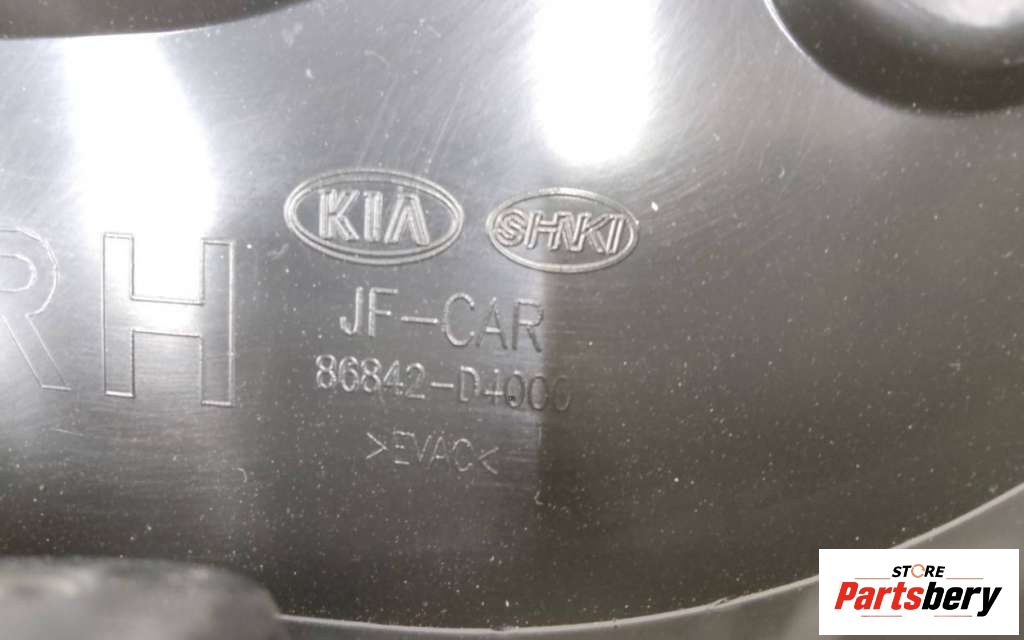 RH
KIA SHNKI
JF-CAR
86842-D4000
>EVAC<
STORE
Partsbery